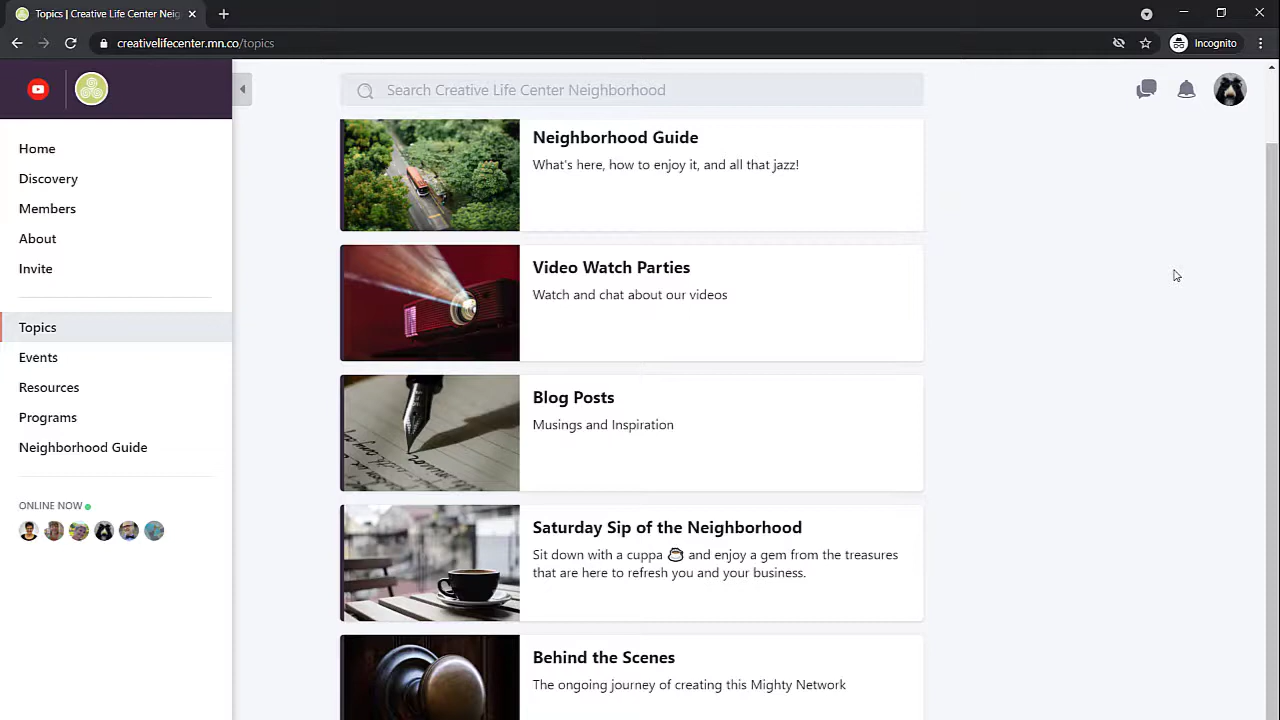 Topics | Creative Life Center Neig
creativelifecenter.mn.co/topics
Incognito
Search Creative Life Center Neighborhood
Home
Discovery
Members
About
Invite
Topics
Events
Resources
Programs
Neighborhood Guide
ONLINE NOW
Neighborhood Guide
What's here, how to enjoy it, and all that jazz!
Video Watch Parties
Watch and chat about our videos
Blog Posts
Musings and Inspiration
Saturday Sip of the Neighborhood
Sit down with a cuppa ☕ and enjoy a gem from the treasures
that are here to refresh you and your business.
Behind the Scenes
The ongoing journey of creating this Mighty Network